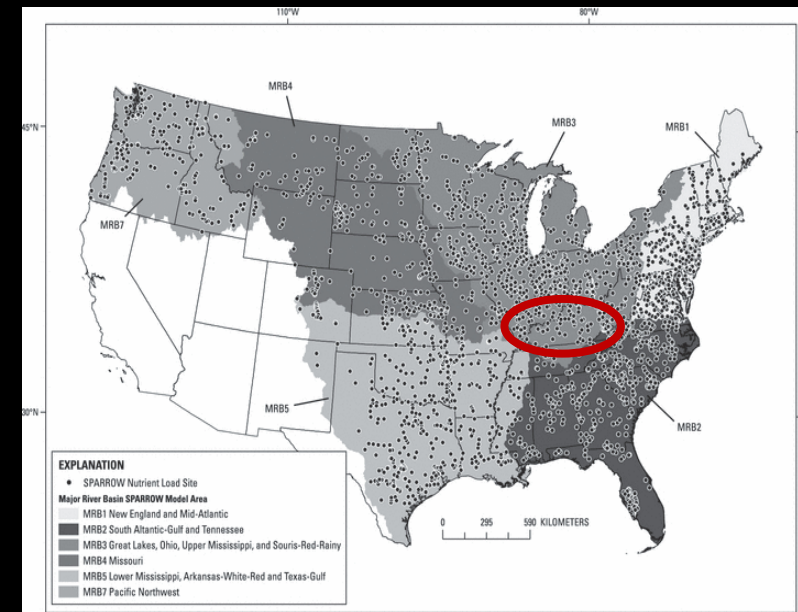 110°W 80°W
MRB4
45°N
MRB3
MRB1
MRB7
MRB5
30°N
MRB2
EXPLANATION
SPARROW Nutrient Load Site
Major River Basin SPARROW Model Area
MRB1 New England and Mid-Atlantic
MRB2 South Altantic-Gulf and Tennessee
MRB3 Great Lakes, Ohio, Upper Mississippi, and Souris-Red-Rainy
MRB4 Missouri
MRB5 Lower Mississippi, Arkansas-White-Red and Texas-Gulf
MRB7 Pacific Northwest
0 295 590 KILOMETERS